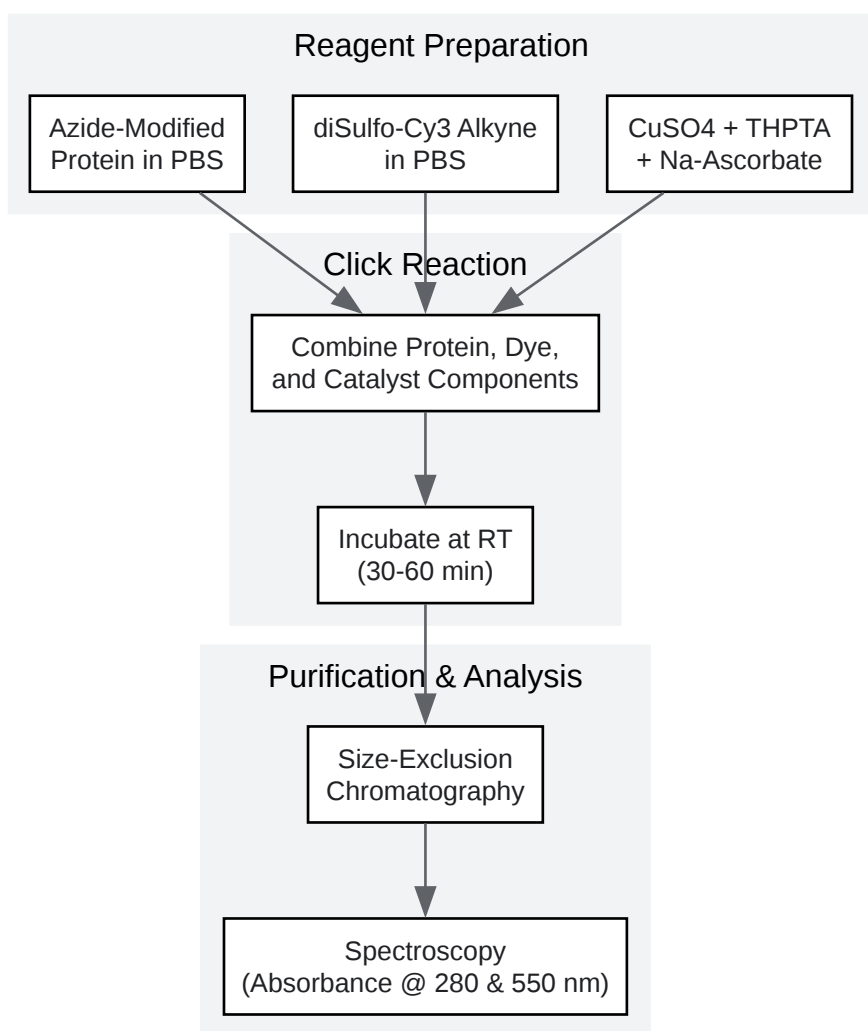 Reagent Preparation
Azide-Modified
Protein in PBS
diSulfo-Cy3 Alkyne
in PBS
CuSO4 + THPTA
+ Na-Ascorbate
Click Reaction
Combine Protein, Dye,
and Catalyst Components
Incubate at RT
(30-60 min)
Purification & Analysis
Size-Exclusion
Chromatography
Spectroscopy
(Absorbance @ 280 & 550 nm)